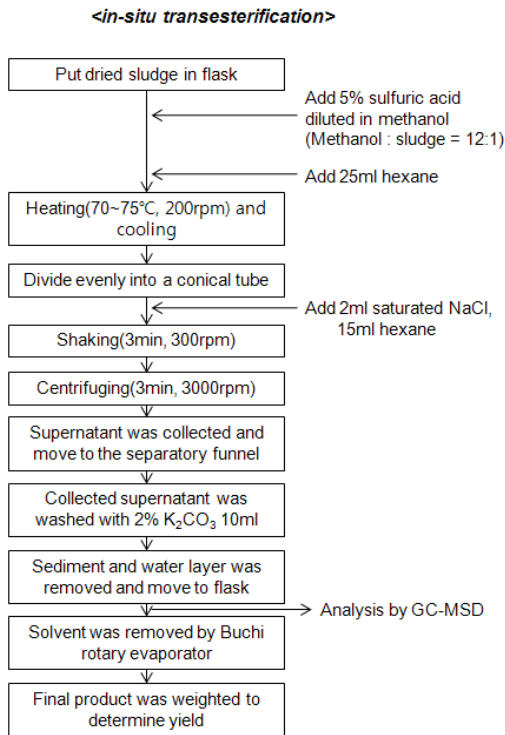 <in-situ transesterification>
Put dried sludge in flask
Add 5% sulfuric acid
diluted in methanol
(Methanol : sludge = 12:1)
Add 25ml hexane
Heating(70~75℃, 200rpm) and
cooling
Divide evenly into a conical tube
Add 2ml saturated NaCl,
15ml hexane
Shaking(3min, 300rpm)
Centrifuging(3min, 3000rpm)
Supernatant was collected and
move to the separatory funnel
Collected supernatant was
washed with 2% K₂CO₃ 10ml
Sediment and water layer was
removed and move to flask
Analysis by GC-MSD
Solvent was removed by Buchi
rotary evaporator
Final product was weighted to
determine yield